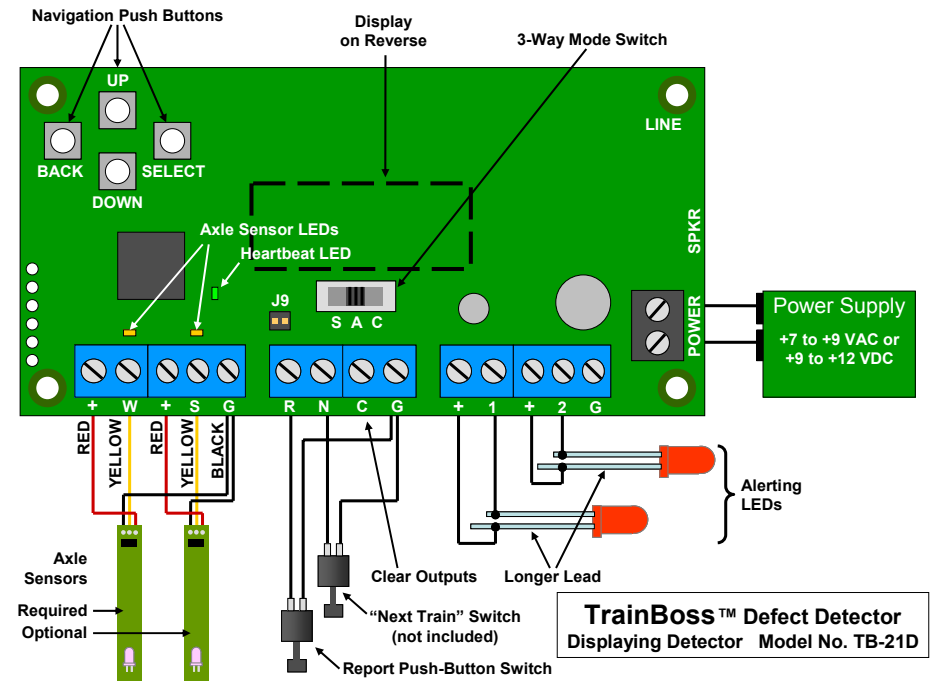 Navigation Push Buttons
Display
on Reverse
3-Way Mode Switch
UP
LINE
BACK
SELECT
DOWN
SPKR
Axle Sensor LEDs
Heartbeat LED
J9
S A C
POWER
Power Supply
+7 to +9 VAC or
+9 to +12 VDC
+ W + S G
R N C G
+ 1 + 2 G
RED
YELLOW
RED
YELLOW
BLACK
Alerting
LEDs
Axle
Sensors
Clear Outputs
Longer Lead
Required
Optional
“Next Train” Switch
(not included)
Report Push-Button Switch
TrainBoss™ Defect Detector
Displaying Detector Model No. TB-21D